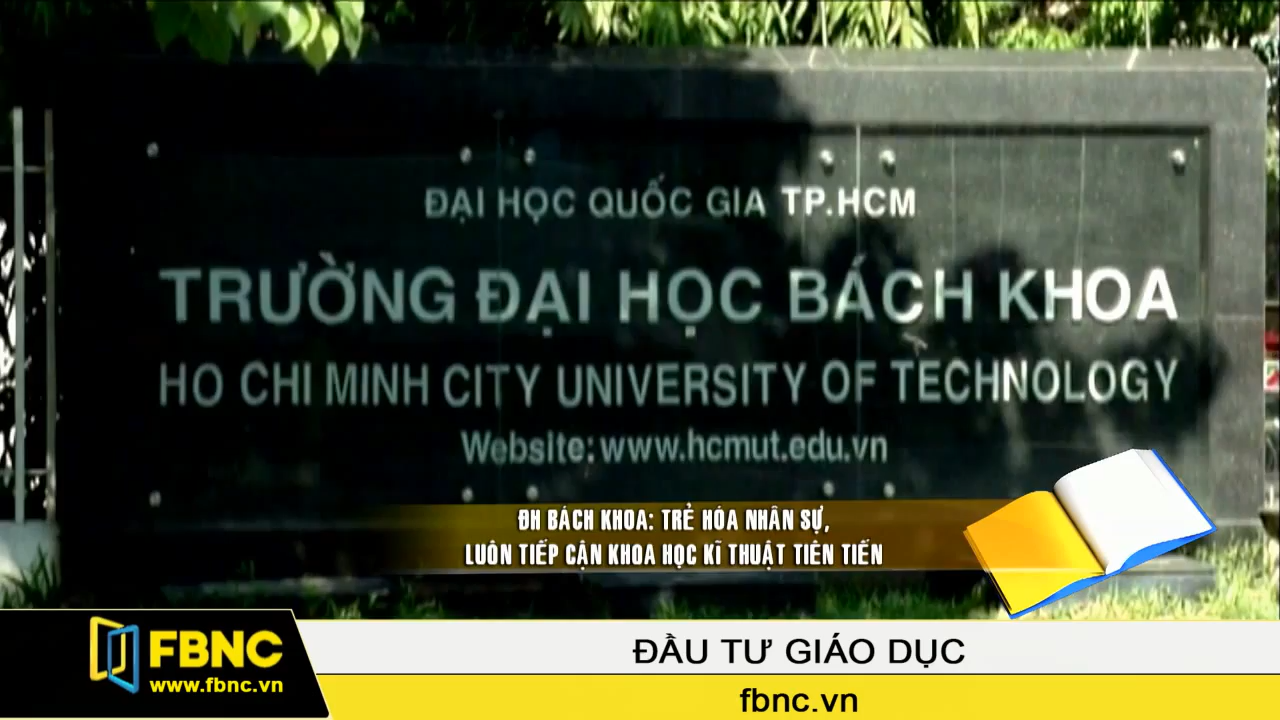 ĐẠI HỌC QUỐC GIA TP.HCM
TRƯỜNG ĐẠI HỌC BÁCH KHOA
HO CHI MINH CITY UNIVERSITY OF TECHNOLOGY
Website: www.hcmut.edu.vn
ĐH BÁCH KHOA: TRẺ HÓA NHÂN SỰ,
LUÔN TIẾP CẬN KHOA HỌC KĨ THUẬT TIÊN TIẾN
FBNC
www.fbnc.vn
ĐẦU TƯ GIÁO DỤC
fbnc.vn